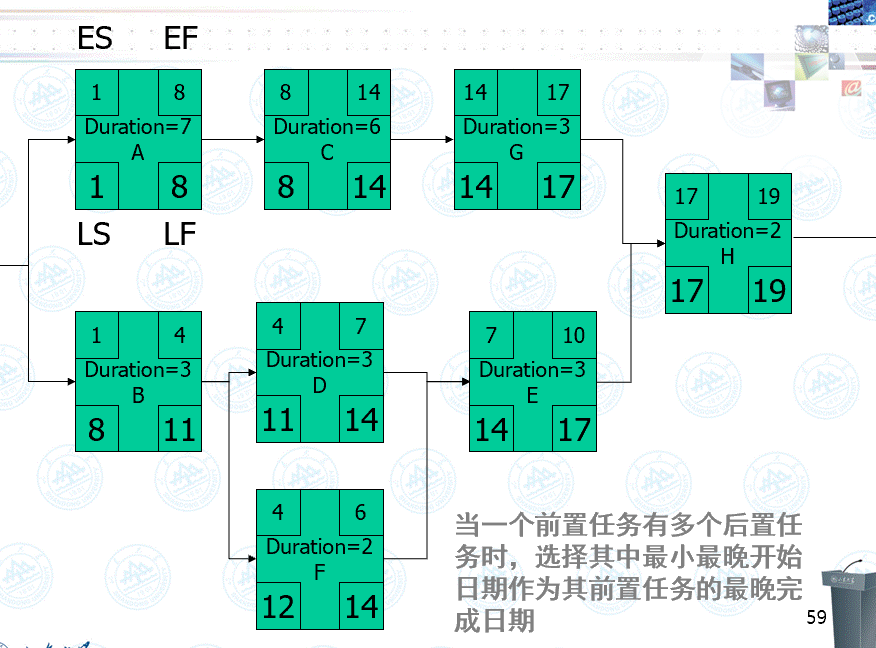 ES EF
1 8
Duration=7
A
1 8
LS LF
8 14
Duration=6
C
8 14
14 17
Duration=3
G
14 17
17 19
Duration=2
H
17 19
1 4
Duration=3
B
8 11
4 7
Duration=3
D
11 14
7 10
Duration=3
E
14 17
4 6
Duration=2
F
12 14
当一个前置任务有多个后置任
务时，选择其中最小最晚开始
日期作为其前置任务的最晚完
成日期
59